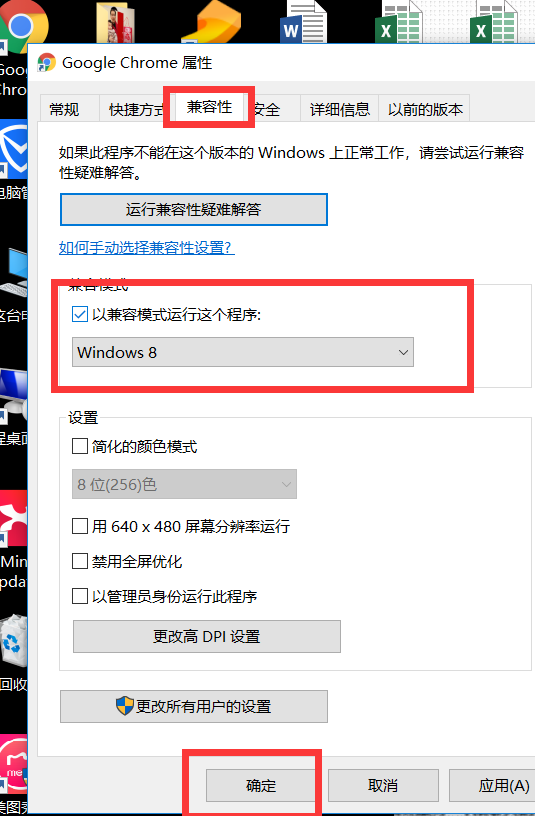 Google Chrome 属性
常规
快捷方式
兼容性
安全
详细信息
以前的版本
如果此程序不能在这个版本的 Windows 上正常工作，请尝试运行兼容
性疑难解答。
运行兼容性疑难解答
如何手动选择兼容性设置?
兼容模式
以兼容模式运行这个程序:
Windows 8
设置
简化的颜色模式
8 位(256)色
用 640 x 480 屏幕分辨率运行
禁用全屏优化
以管理员身份运行此程序
更改高 DPI 设置
更改所有用户的设置
确定
取消
应用(A)
Goo
Chro
电脑管
这台电
程桌面
Min
pda
回收
me
美图秀